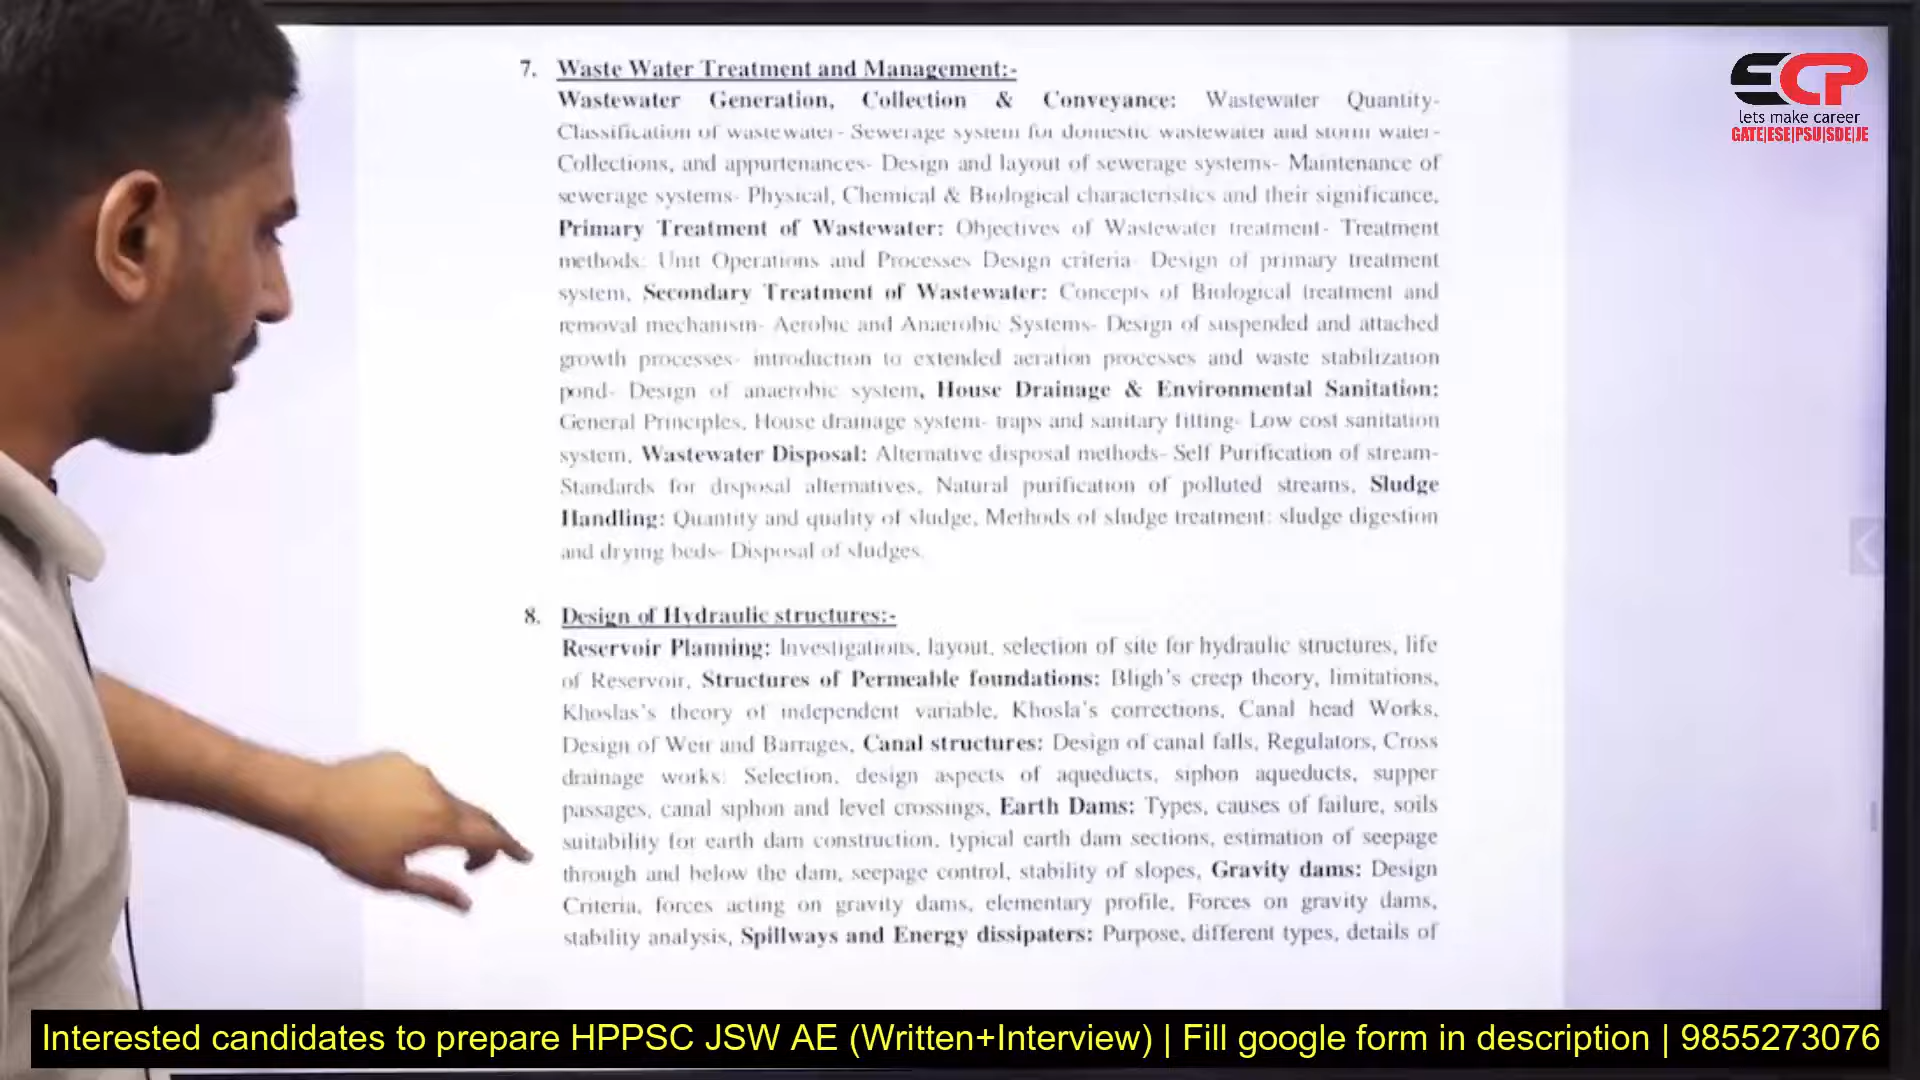 7. Waste Water Treatment and Management:-
Wastewater Generation, Collection & Conveyance: Wastewater Quantity-
Classification of wastewater- Sewerage system for domestic wastewater and storm water-
Collections, and appurtenances- Design and layout of sewerage systems- Maintenance of
sewerage systems- Physical, Chemical & Biological characteristics and their significance,
Primary Treatment of Wastewater: Objectives of Wastewater treatment- Treatment
methods: Unit Operations and Processes Design criteria- Design of primary treatment
system, Secondary Treatment of Wastewater: Concepts of Biological treatment and
removal mechanism- Aerobic and Anaerobic Systems- Design of suspended and attached
growth processes- introduction to extended aeration processes and waste stabilization
pond- Design of anaerobic system, House Drainage & Environmental Sanitation:
General Principles, House drainage system- traps and sanitary fitting- Low cost sanitation
system, Wastewater Disposal: Alternative disposal methods- Self Purification of stream-
Standards for disposal alternatives, Natural purification of polluted streams, Sludge
Handling: Quantity and quality of sludge, Methods of sludge treatment: sludge digestion
and drying beds- Disposal of sludges.
8. Design of Hydraulic structures:-
Reservoir Planning: Investigations, layout, selection of site for hydraulic structures, life
of Reservoir, Structures of Permeable foundations: Bligh's creep theory, limitations,
Khoslas's theory of independent variable, Khosla's corrections, Canal head Works,
Design of Weir and Barrages, Canal structures: Design of canal falls, Regulators, Cross
drainage works: Selection, design aspects of aqueducts, siphon aqueducts, supper
passages, canal siphon and level crossings, Earth Dams: Types, causes of failure, soils
suitability for earth dam construction, typical earth dam sections, estimation of seepage
through and below the dam, seepage control, stability of slopes, Gravity dams: Design
Criteria, forces acting on gravity dams, elementary profile, Forces on gravity dams,
stability analysis, Spillways and Energy dissipaters: Purpose, different types, details of
ECP
lets make career
GATE|ESE|PSU|SDE|JE
Interested candidates to prepare HPPSC JSW AE (Written+Interview) | Fill google form in description | 9855273076